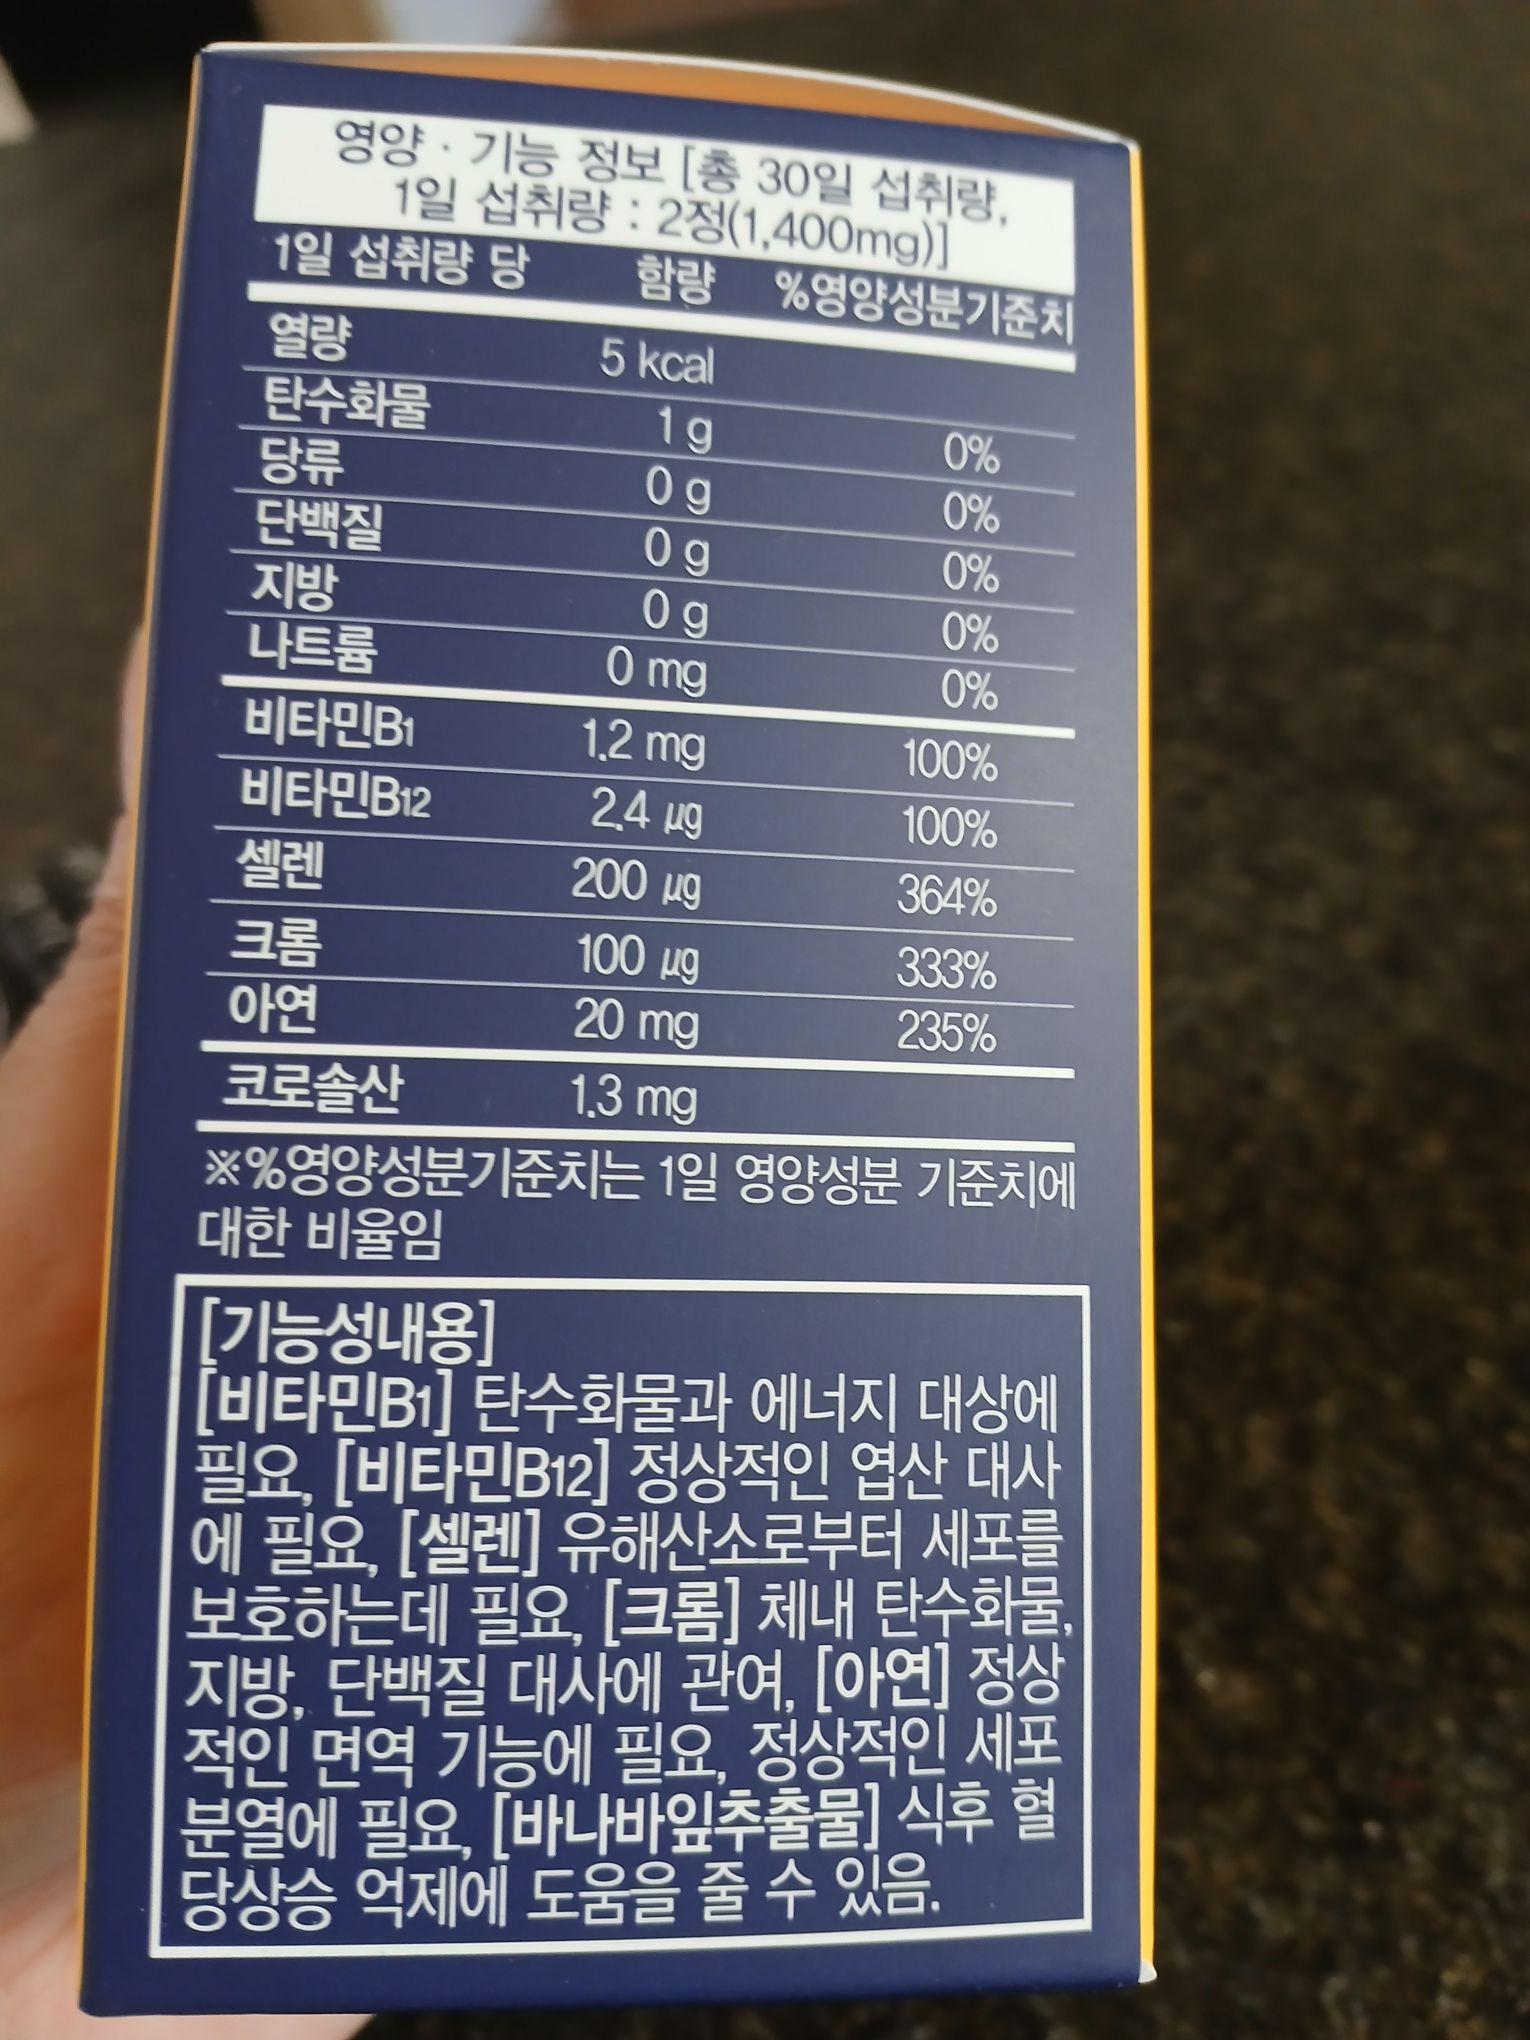 영양 · 기능 정보 [총 30일 섭취량,
1일 섭취량 : 2정(1,400mg)]
1일 섭취량 당 함량 %영양성분기준치
열량 5 kcal
탄수화물 1 g 0%
당류 0 g 0%
단백질 0 g 0%
지방 0 g 0%
나트륨 0 mg 0%
비타민B1 1.2 mg 100%
비타민B12 2.4 µg 100%
셀렌 200 µg 364%
크롬 100 µg 333%
아연 20 mg 235%
코로솔산 1.3 mg
※%영양성분기준치는 1일 영양성분 기준치에
대한 비율임
[기능성내용]
[비타민B1] 탄수화물과 에너지 대상에
필요, [비타민B12] 정상적인 엽산 대사
에 필요, [셀렌] 유해산소로부터 세포를
보호하는데 필요, [크롬] 체내 탄수화물,
지방, 단백질 대사에 관여, [아연] 정상
적인 면역 기능에 필요, 정상적인 세포
분열에 필요, [바나바잎추출물] 식후 혈
당상승 억제에 도움을 줄 수 있음.